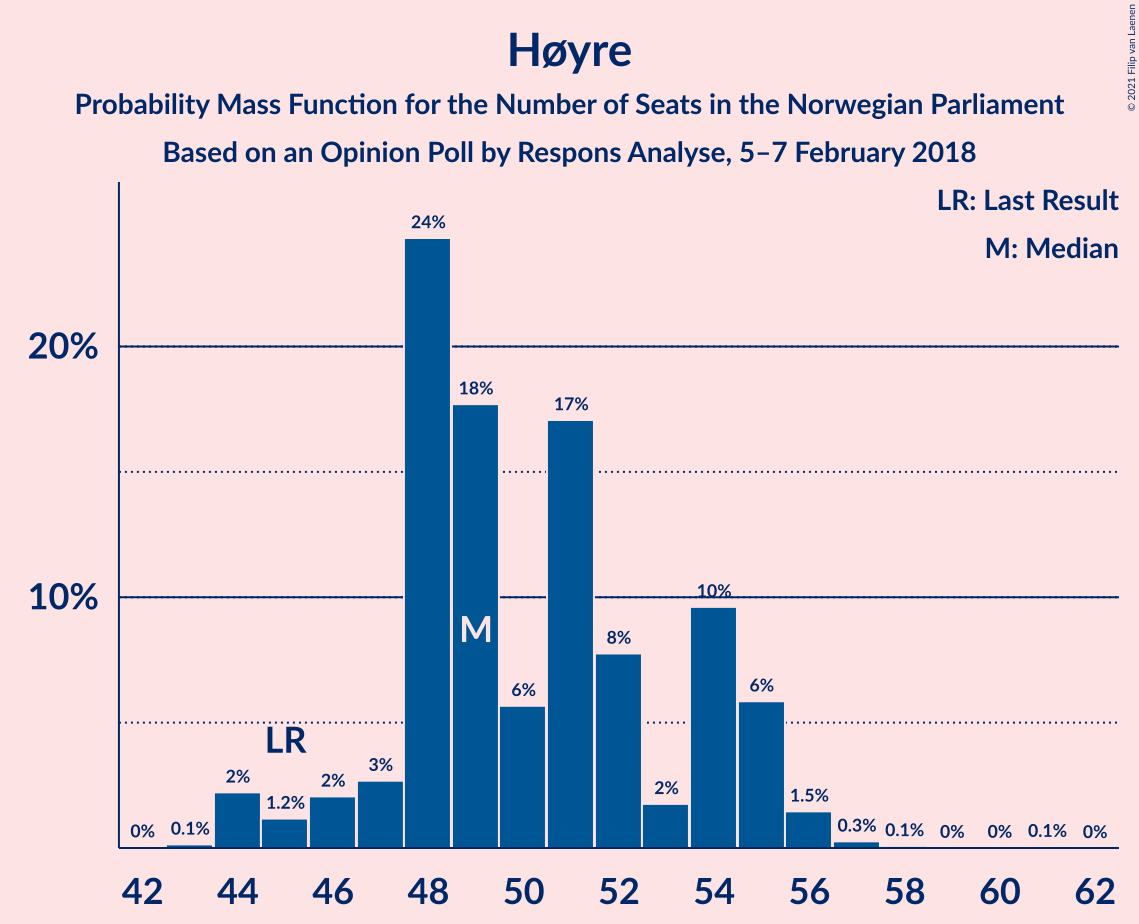 © 2021 Filip van Laenen
Høyre
Probability Mass Function for the Number of Seats in the Norwegian Parliament
Based on an Opinion Poll by Respons Analyse, 5–7 February 2018
LR: Last Result
M: Median
20%
10%
0%
0.1%
2%
1.2%
2%
3%
24%
18%
6%
17%
8%
2%
10%
6%
1.5%
0.3%
0.1%
0%
0%
0.1%
0%
LR
M
42 44 46 48 50 52 54 56 58 60 62